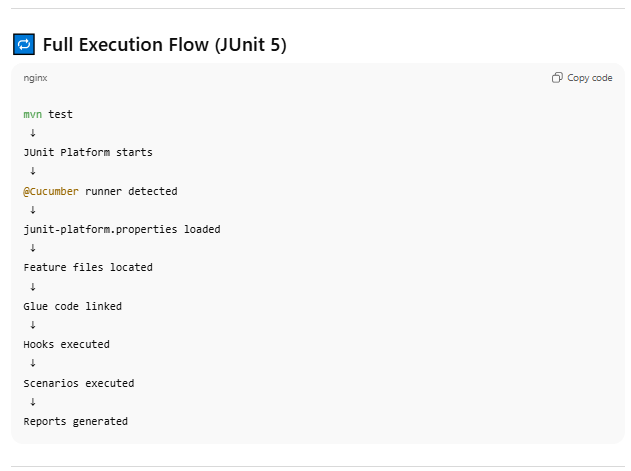 🔁 Full Execution Flow (JUnit 5)
nginx
Copy code
mvn test
↓
JUnit Platform starts
↓
@Cucumber runner detected
↓
junit-platform.properties loaded
↓
Feature files located
↓
Glue code linked
↓
Hooks executed
↓
Scenarios executed
↓
Reports generated